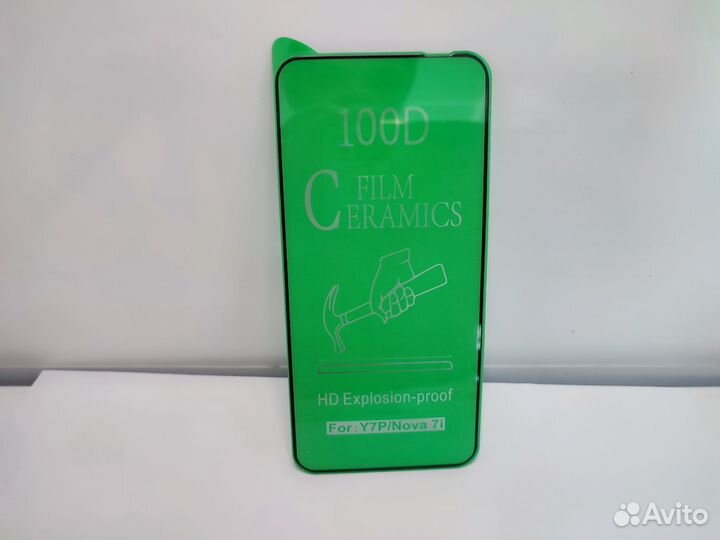 100D
FILM
CERAMICS
HD Explosion-proof
For: Y7P/Nova 7i
Avito